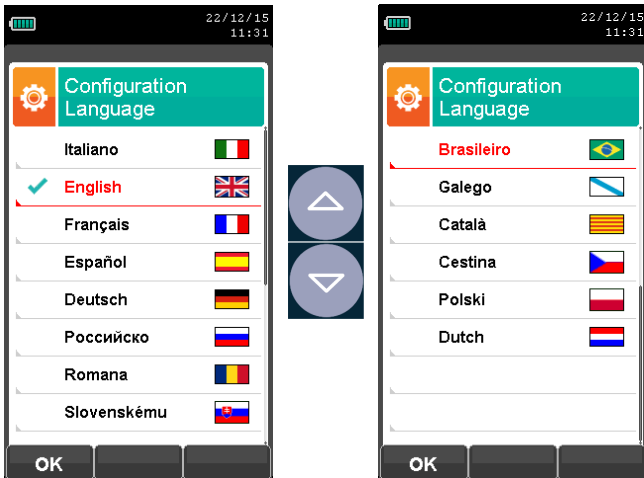 22/12/15
11:31
Configuration
Language
Italiano
English
Français
Español
Deutsch
Российско
Romana
Slovenskému
OK
22/12/15
11:31
Configuration
Language
Brasileiro
Galego
Català
Cestina
Polski
Dutch
OK